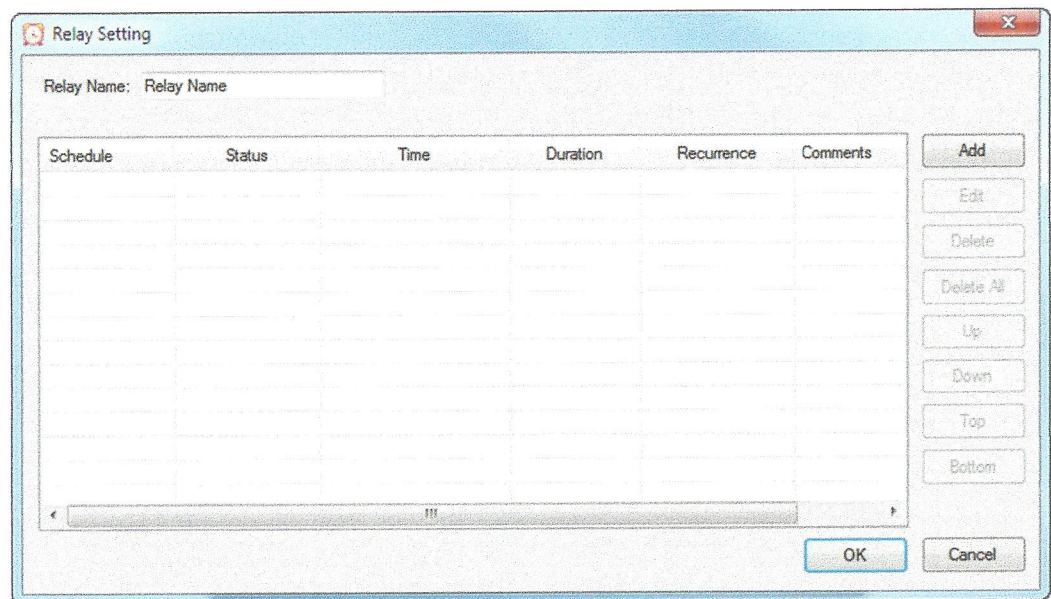 Relay Setting
Relay Name: Relay Name
Schedule Status Time Duration Recurrence Comments
Add
Edit
Delete
Delete All
Up
Down
Top
Bottom
OK Cancel